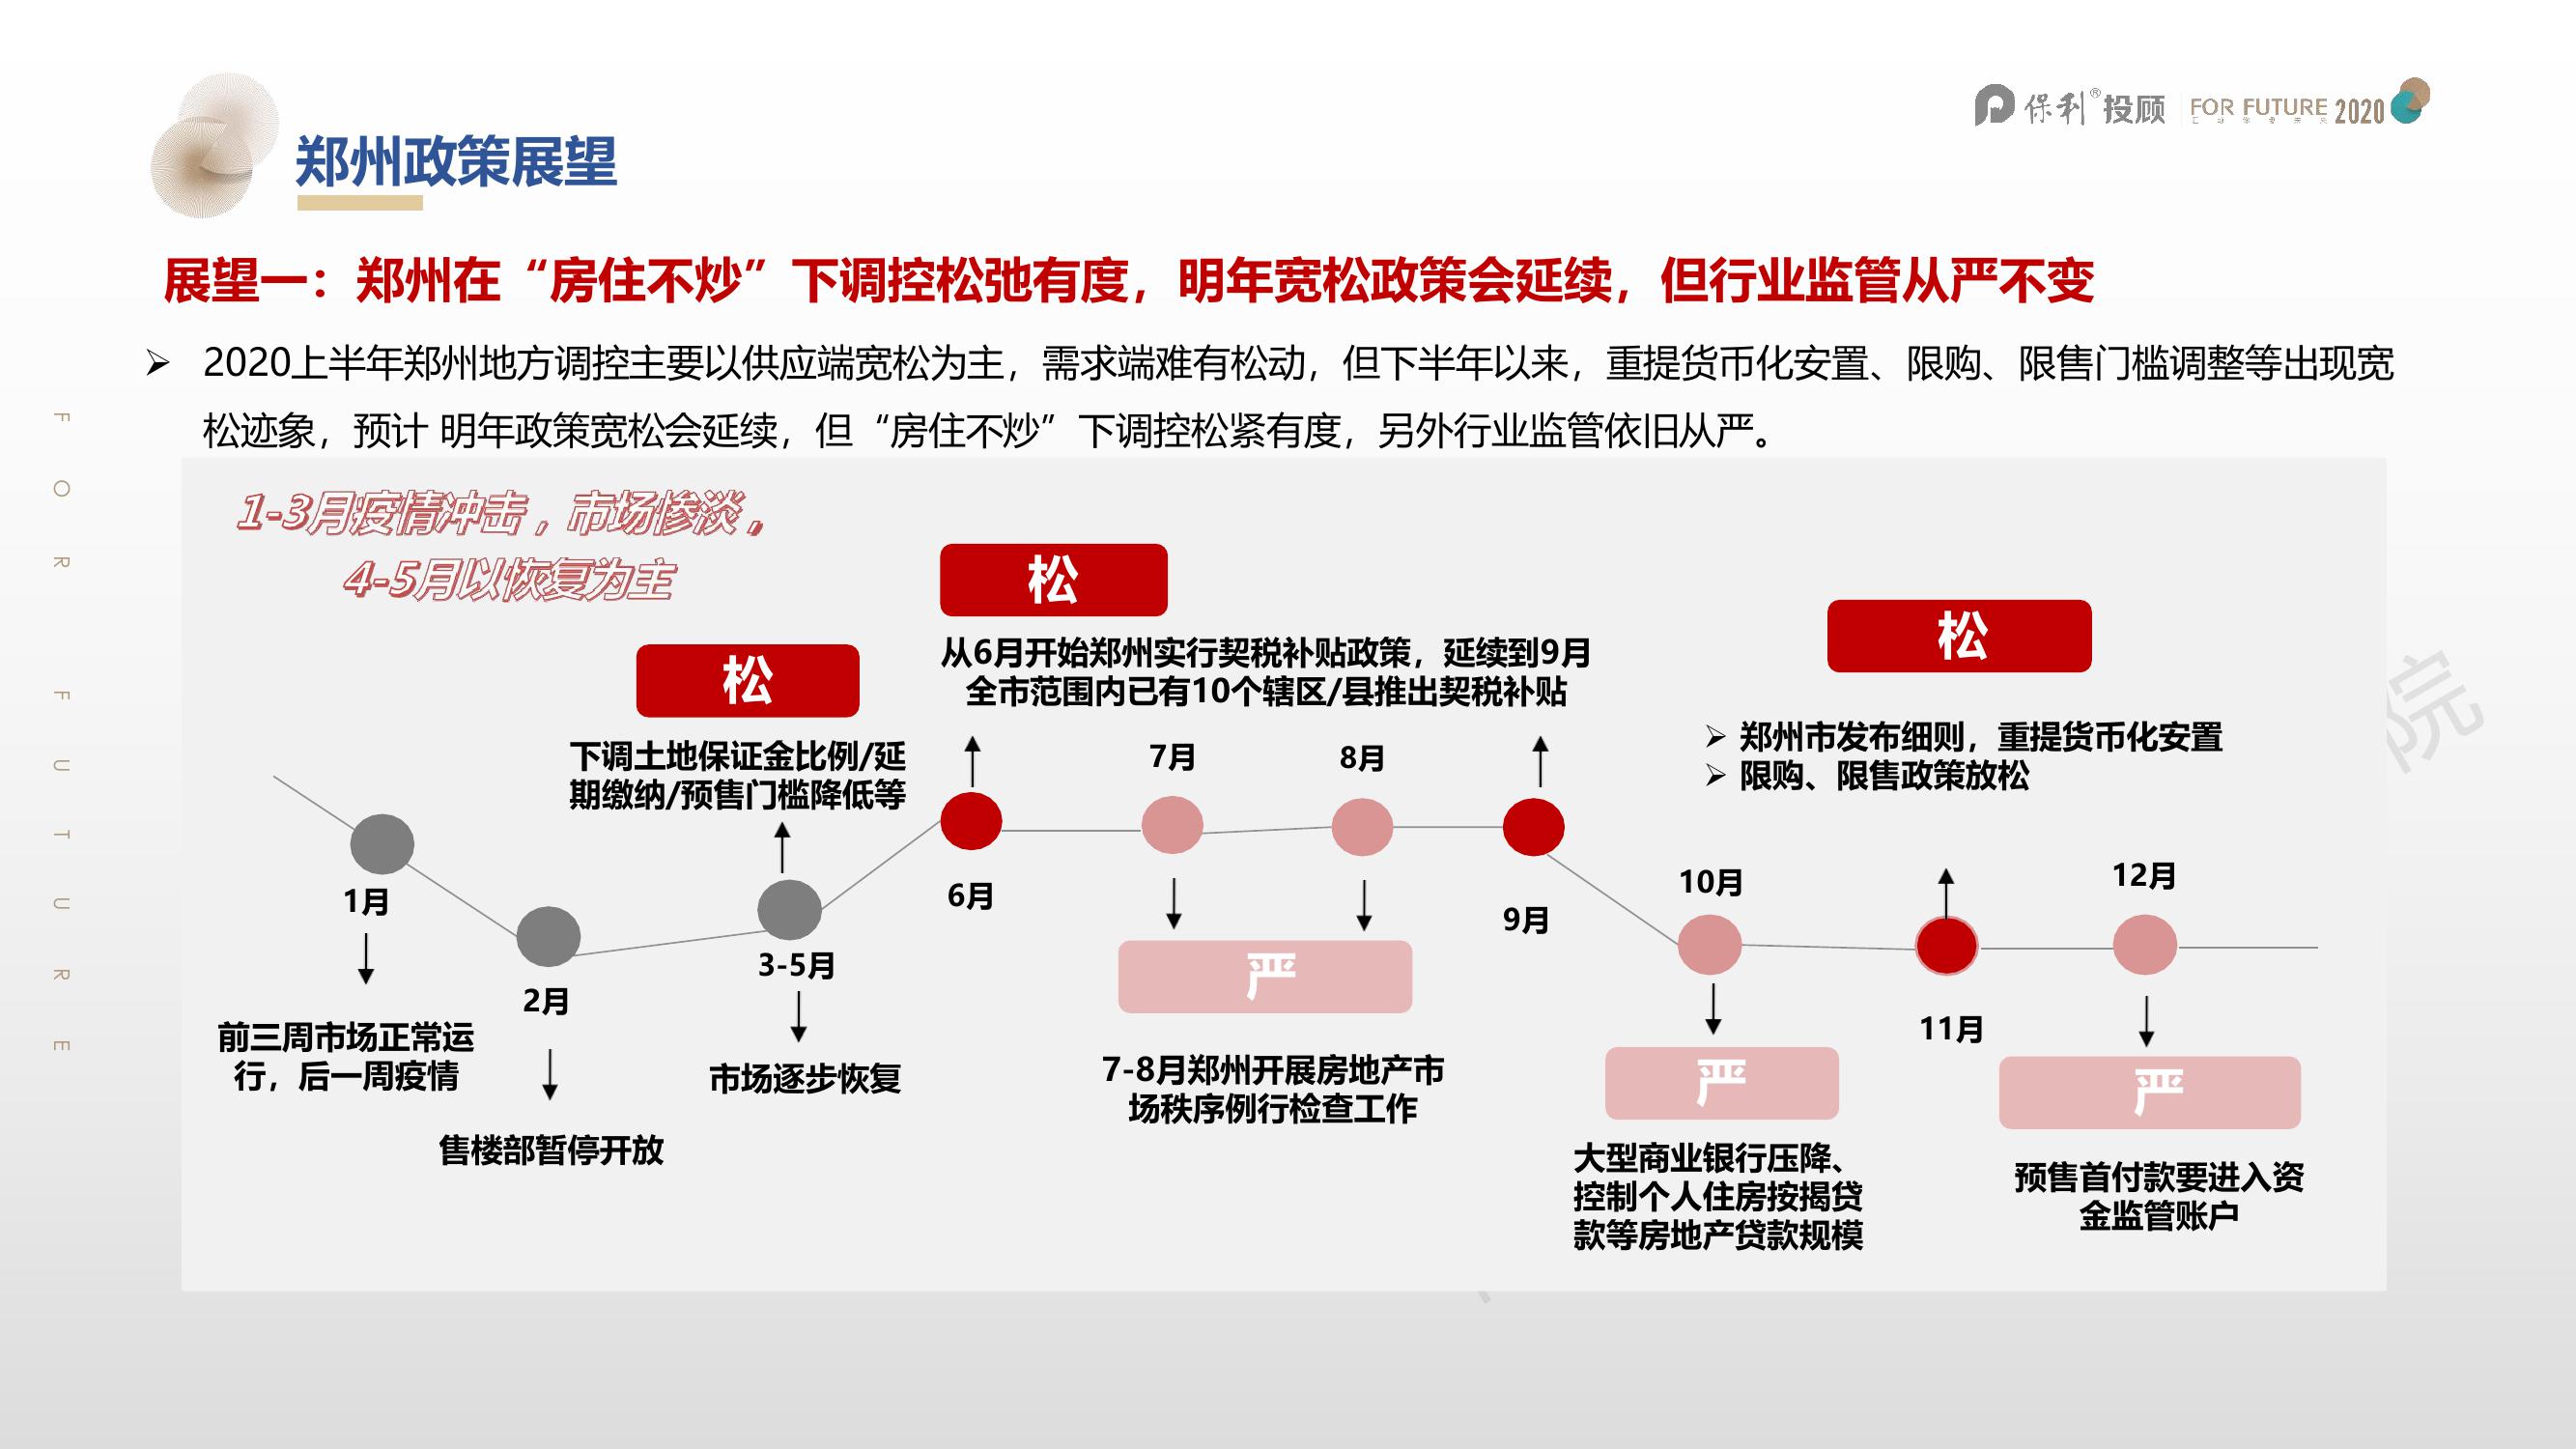 保利®投顾 FOR FUTURE 2020
郑州政策展望
展望一：郑州在“房住不炒”下调控松弛有度，明年宽松政策会延续，但行业监管从严不变
➢ 2020上半年郑州地方调控主要以供应端宽松为主，需求端难有松动，但下半年以来，重提货币化安置、限购、限售门槛调整等出现宽
松迹象，预计 明年政策宽松会延续，但“房住不炒”下调控松紧有度，另外行业监管依旧从严。
FOR FUTURE
1-3月疫情冲击，市场惨淡，
4-5月以恢复为主
松
下调土地保证金比例/延
期缴纳/预售门槛降低等
松
从6月开始郑州实行契税补贴政策，延续到9月
全市范围内已有10个辖区/县推出契税补贴
松
➢ 郑州市发布细则，重提货币化安置
➢ 限购、限售政策放松
1月
前三周市场正常运
行，后一周疫情
2月
售楼部暂停开放
3-5月
市场逐步恢复
6月
7月
8月
严
7-8月郑州开展房地产市
场秩序例行检查工作
9月
10月
严
大型商业银行压降、
控制个人住房按揭贷
款等房地产贷款规模
11月
12月
严
预售首付款要进入资
金监管账户
院